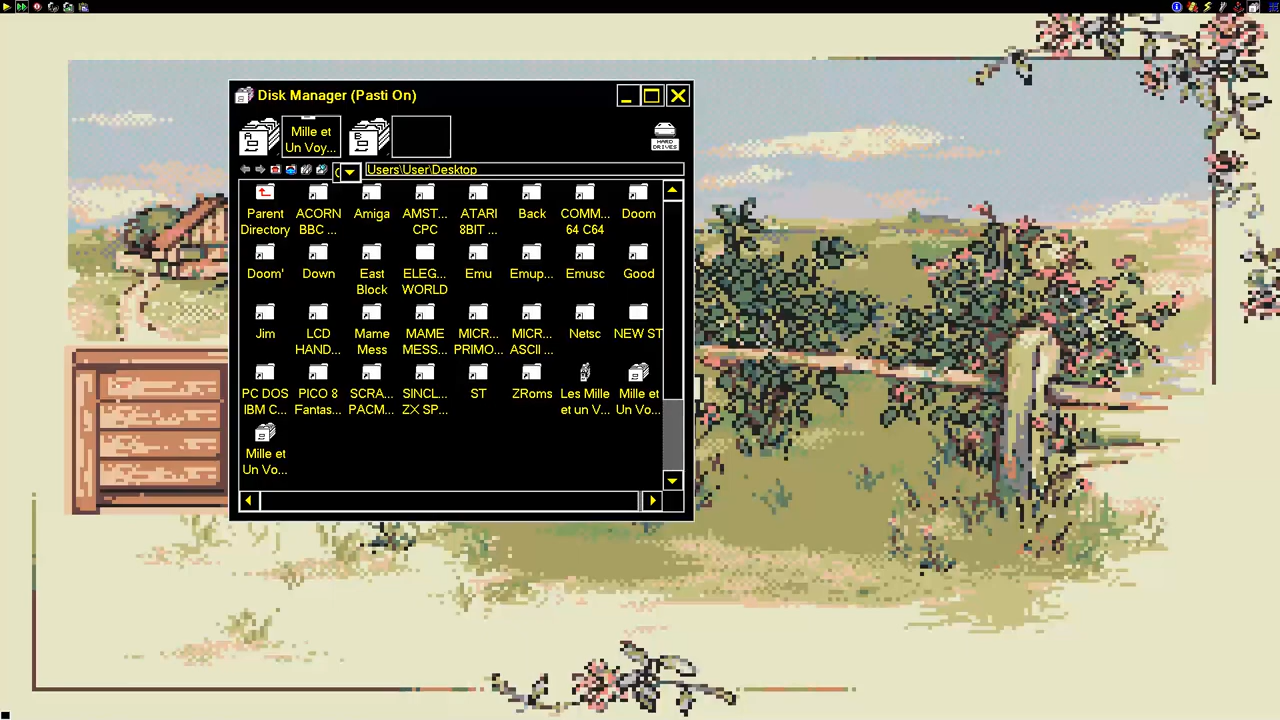 Disk Manager (Pasti On)
A
Mille et
Un Voy...
B
HARD
DRIVES
Users\User\Desktop
Parent
Directory
ACORN
BBC ...
Amiga
AMST...
CPC
ATARI
8BIT ...
Back
COMM...
64 C64
Doom
Doom'
Down
East
Block
ELEG...
WORLD
Emu
Emup...
Emusc
Good
Jim
LCD
HAND...
Mame
Mess
MAME
MESS...
MICR...
PRIMO...
MICR...
ASCII ...
Netsc
NEW ST
PC DOS
IBM C...
PICO 8
Fantas...
SCRA...
PACM...
SINCL...
ZX SP...
ST
ZRoms
Les Mille
et un V...
Mille et
Un Vo...
Mille et
Un Vo...